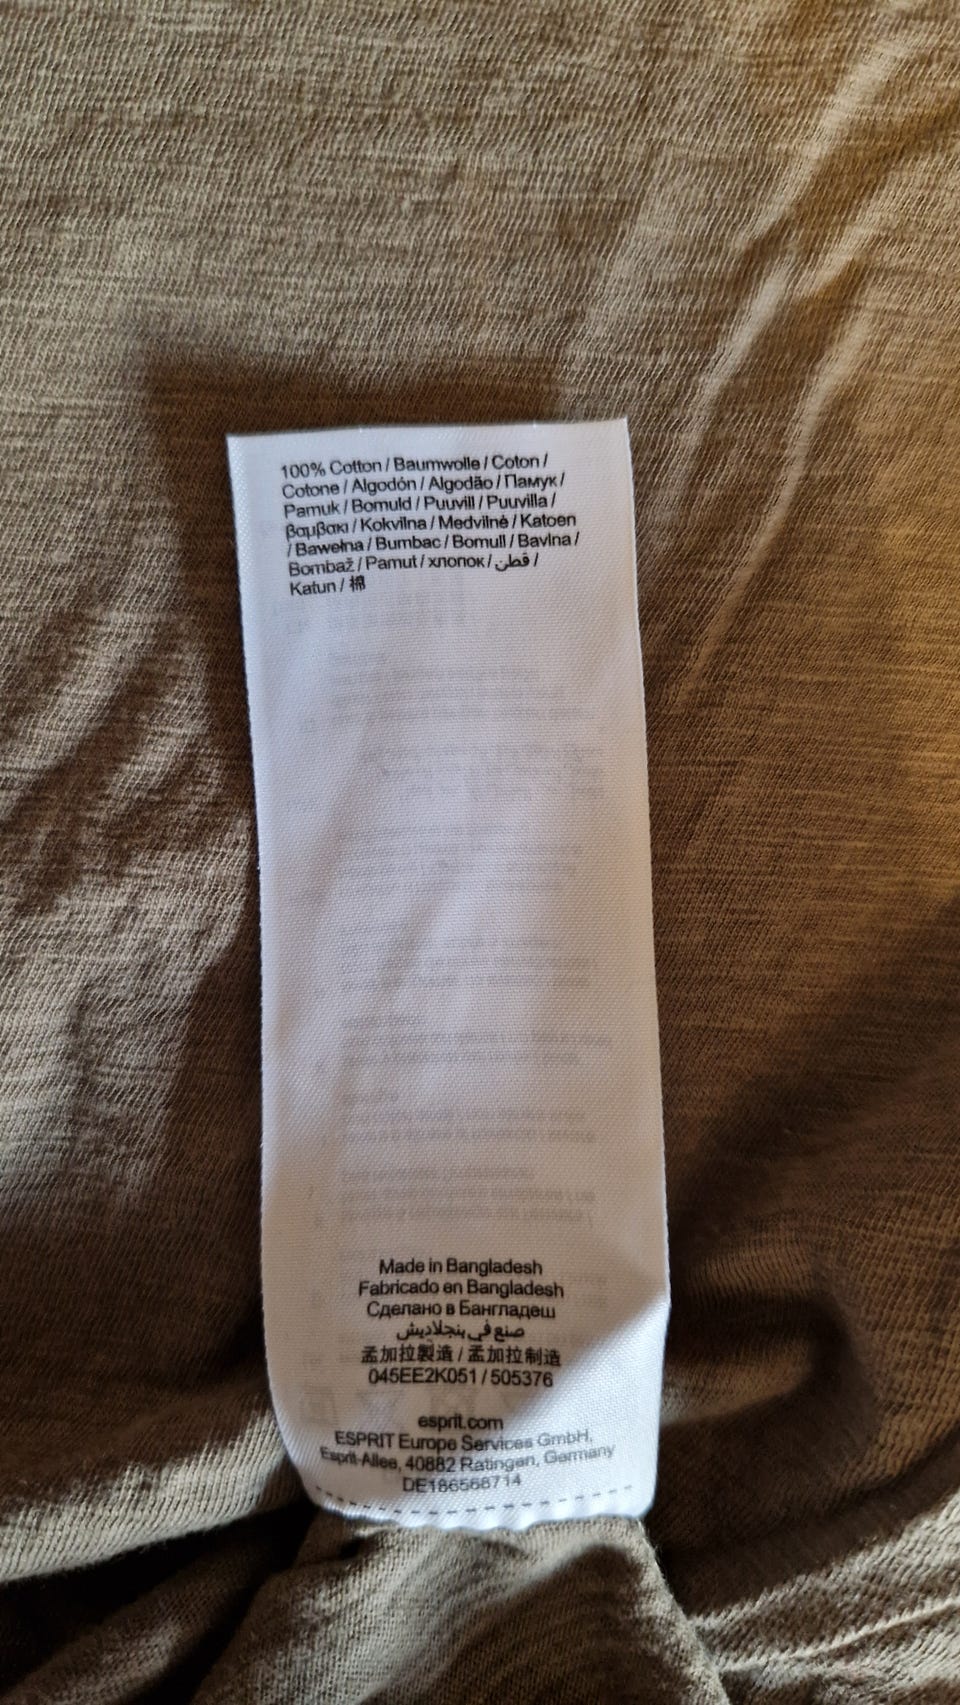 100% Cotton / Baumwolle / Coton /
Cotone / Algodón / Algodão / Памук /
Pamuk / Bomuld / Puuvill / Puuvilla /
βαμβακι / Kokvilna / Medvilnė / Katoen
/ Bawełna / Bumbac / Bomull / Bavlna /
Bombaž / Pamut / хлопок / قطن /
Katun / 棉
Made in Bangladesh
Fabricado en Bangladesh
Сделано в Бангладеш
صنع في بنجلاديش
孟加拉製造 / 孟加拉制造
045EE2K051 / 505376
esprit.com
ESPRIT Europe Services GmbH,
Esprit-Allee, 40882 Ratingen, Germany
DE186568714